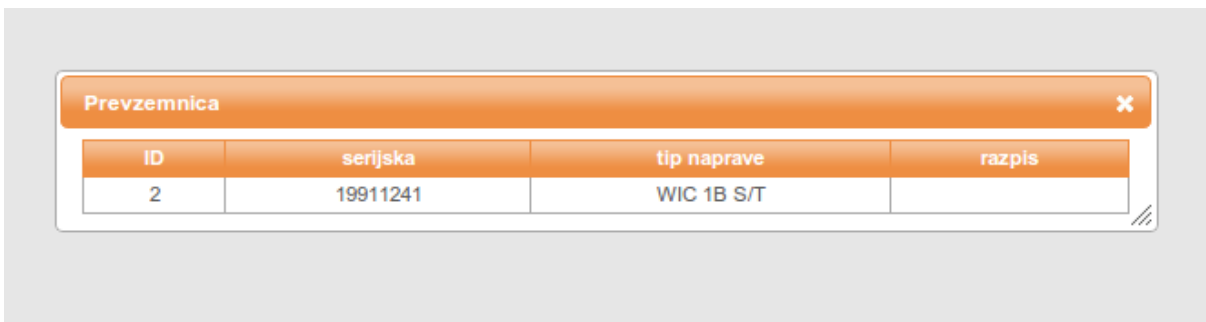 Prevzemnica
ID serijska tip naprave razpis
2 19911241 WIC 1B S/T